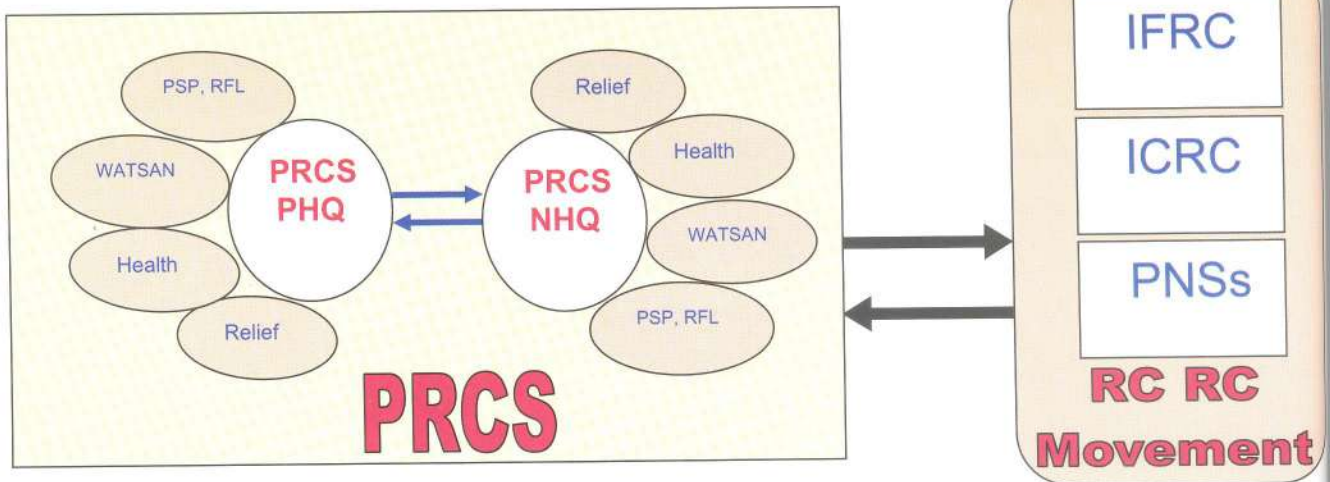 PSP, RFL
WATSAN
Health
Relief
PRCS
PHQ
PRCS
NHQ
Relief
Health
WATSAN
PSP, RFL
PRCS
IFRC
ICRC
PNSs
RC RC
Movement